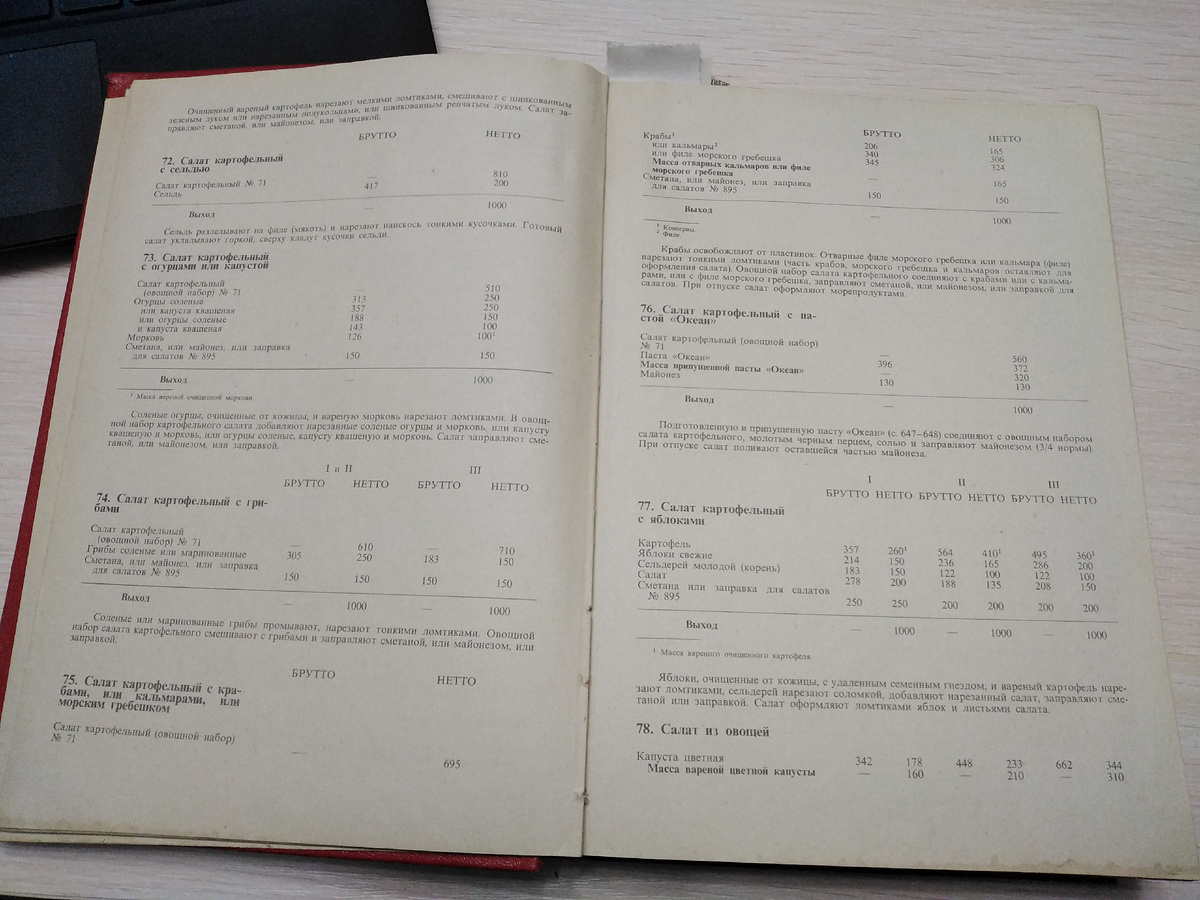 Очищенный вареный картофель нарезают мелкими ломтиками, смешивают с шинкованным
зеленым луком или нарезанным полукольцами, или шинкованным репчатым луком. Салат за-
правляют сметаной, или майонезом, или заправкой.
БРУТТО НЕТТО
72. Салат картофельный
с сельдью
Салат картофельный № 71 — 810
Сельдь 417 200
Выход — 1000
Сельдь разделывают на филе (мякоть) и нарезают наискось тонкими кусочками. Готовый
салат укладывают горкой, сверху кладут кусочки сельди.
73. Салат картофельный
с огурцами или капустой
Салат картофельный
(овощной набор) № 71 — 510
Огурцы соленые 313 250
или капуста квашеная 357 250
или огурцы соленые 188 150
и капуста квашеная 143 100
Морковь 126 100¹
Сметана, или майонез, или заправка
для салатов № 895 150 150
Выход — 1000
¹ Масса вареной очищенной моркови.
Соленые огурцы, очищенные от кожицы, и вареную морковь нарезают ломтиками. В овощ-
ной набор картофельного салата добавляют нарезанные соленые огурцы и морковь, или капусту
квашеную и морковь, или огурцы соленые, капусту квашеную и морковь. Салат заправляют сме-
таной, или майонезом, или заправкой.
I и II III
БРУТТО НЕТТО БРУТТО НЕТТО
74. Салат картофельный с гри-
бами
Салат картофельный
(овощной набор) № 71 — 610 — 710
Грибы соленые или маринованные 305 250 183 150
Сметана, или майонез, или заправка
для салатов № 895 150 150 150 150
Выход — 1000 — 1000
Соленые или маринованные грибы промывают, нарезают тонкими ломтиками. Овощной
набор салата картофельного смешивают с грибами и заправляют сметаной, или майонезом, или
заправкой.
БРУТТО НЕТТО
75. Салат картофельный с кра-
бами, или кальмарами, или
морским гребешком
Салат картофельный (овощной набор)
№ 71 — 695
БРУТТО НЕТТО
Крабы¹ 206 165
или кальмары² 340 306
или филе морского гребешка 345 324
Масса отварных кальмаров или филе
морского гребешка — 165
Сметана, или майонез, или заправка
для салатов № 895 150 150
Выход — 1000
¹ Консервы.
² Филе.
Крабы освобождают от пластинок. Отварные филе морского гребешка или кальмара (филе)
нарезают тонкими ломтиками (часть крабов, морского гребешка и кальмаров оставляют для
оформления салата). Овощной набор салата картофельного соединяют с крабами или с кальма-
рами, или с филе морского гребешка, заправляют сметаной, или майонезом, или заправкой для
салатов. При отпуске салат оформляют морепродуктами.
76. Салат картофельный с па-
стой «Океан»
Салат картофельный (овощной набор)
№ 71 — 560
Паста «Океан» 396 372
Масса припущенной пасты «Океан» — 320
Майонез 130 130
Выход — 1000
Подготовленную и припущенную пасту «Океан» (с. 647–648) соединяют с овощным набором
салата картофельного, молотым черным перцем, солью и заправляют майонезом (3/4 нормы).
При отпуске салат поливают оставшейся частью майонеза.
I II III
БРУТТО НЕТТО БРУТТО НЕТТО БРУТТО НЕТТО
77. Салат картофельный
с яблоками
Картофель 357 260¹ 564 410¹ 495 360¹
Яблоки свежие 214 150 236 165 286 200
Сельдерей молодой (корень) 183 150 122 100 122 100
Салат 278 200 188 135 208 150
Сметана или заправка для салатов
№ 895 250 250 200 200 200 200
Выход 1000 — 1000 1000
¹ Масса вареного очищенного картофеля
Яблоки, очищенные от кожицы, с удаленным семенным гнездом, и вареный картофель наре-
зают ломтиками, сельдерей нарезают соломкой, добавляют нарезанный салат, заправляют сме-
таной или заправкой. Салат оформляют ломтиками яблок и листьями салата.
78. Салат из овощей
Капуста цветная 342 178 448 233 662 344
Масса вареной цветной капусты — 160 — 210 — 310